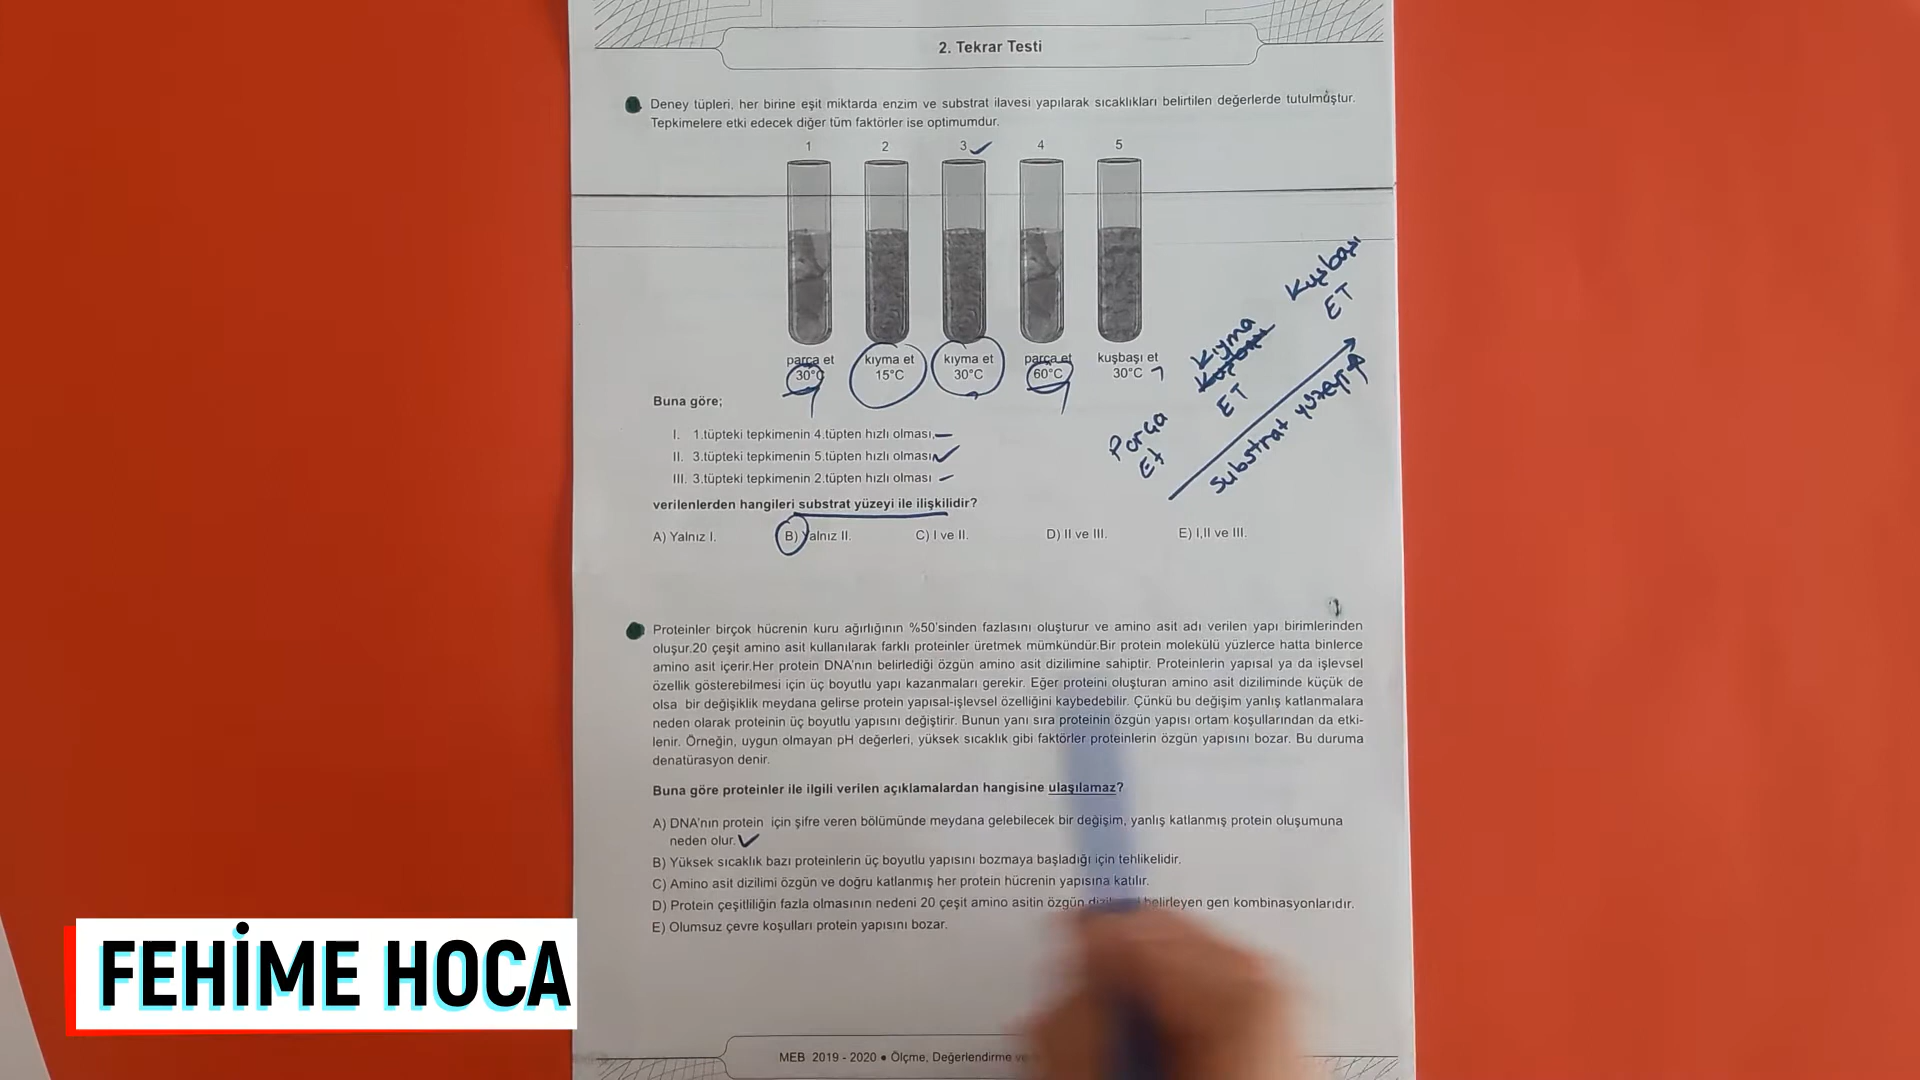 2. Tekrar Testi
Deney tüpleri, her birine eşit miktarda enzim ve substrat ilavesi yapılarak sıcaklıkları belirtilen değerlerde tutulmuştur.
Tepkimelere etki edecek diğer tüm faktörler ise optimumdur.
1 2 3 4 5
parça et kıyma et kıyma et parça et kuşbaşı et
30°C 15°C 30°C 60°C 30°C
Parça
Et
Kıyma
ET
Kuşbaşı
ET
Substrat yüzeyi
Buna göre;
I. 1.tüpteki tepkimenin 4.tüpten hızlı olması,
II. 3.tüpteki tepkimenin 5.tüpten hızlı olması
III. 3.tüpteki tepkimenin 2.tüpten hızlı olması
verilenlerden hangileri substrat yüzeyi ile ilişkilidir?
A) Yalnız I. B) Yalnız II. C) I ve II. D) II ve III. E) I,II ve III.
Proteinler birçok hücrenin kuru ağırlığının %50'sinden fazlasını oluşturur ve amino asit adı verilen yapı birimlerinden
oluşur.20 çeşit amino asit kullanılarak farklı proteinler üretmek mümkündür.Bir protein molekülü yüzlerce hatta binlerce
amino asit içerir.Her protein DNA'nın belirlediği özgün amino asit dizilimine sahiptir. Proteinlerin yapısal ya da işlevsel
özellik gösterebilmesi için üç boyutlu yapı kazanmaları gerekir. Eğer proteini oluşturan amino asit diziliminde küçük de
olsa bir değişiklik meydana gelirse protein yapısal-işlevsel özelliğini kaybedebilir. Çünkü bu değişim yanlış katlanmalara
neden olarak proteinin üç boyutlu yapısını değiştirir. Bunun yanı sıra proteinin özgün yapısı ortam koşullarından da etki-
lenir. Örneğin, uygun olmayan pH değerleri, yüksek sıcaklık gibi faktörler proteinlerin özgün yapısını bozar. Bu duruma
denatürasyon denir.
Buna göre proteinler ile ilgili verilen açıklamalardan hangisine ulaşılamaz?
A) DNA'nın protein için şifre veren bölümünde meydana gelebilecek bir değişim, yanlış katlanmış protein oluşumuna
neden olur.
B) Yüksek sıcaklık bazı proteinlerin üç boyutlu yapısını bozmaya başladığı için tehlikelidir.
C) Amino asit dizilimi özgün ve doğru katlanmış her protein hücrenin yapısına katılır.
D) Protein çeşitliliğin fazla olmasının nedeni 20 çeşit amino asitin özgün belirleyen gen kombinasyonlarıdır.
E) Olumsuz çevre koşulları protein yapısını bozar.
FEHİME HOCA
MEB 2019 - 2020 ● Ölçme, Değerlendirme